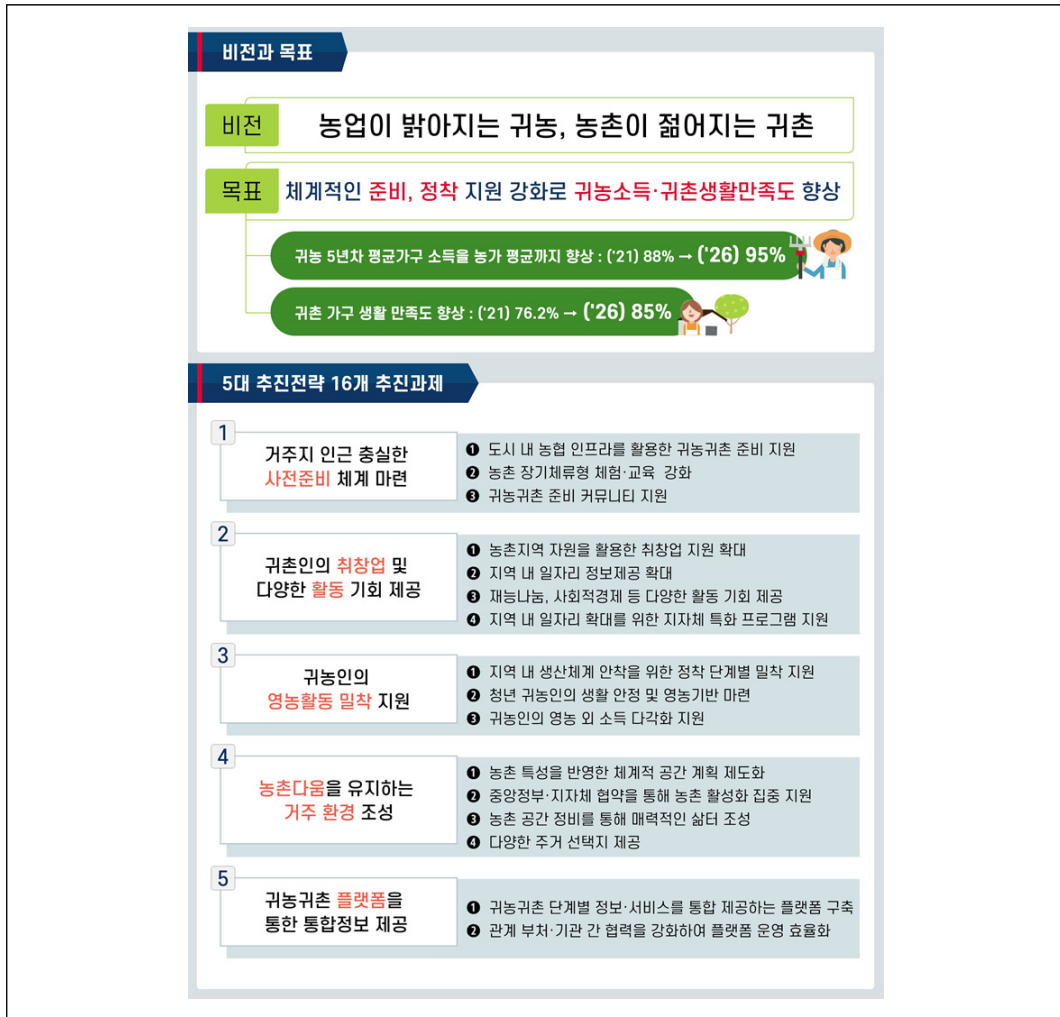 비전과 목표
비전
농업이 밝아지는 귀농, 농촌이 젊어지는 귀촌
목표
체계적인 준비, 정착 지원 강화로 귀농소득·귀촌생활만족도 향상
귀농 5년차 평균가구 소득을 농가 평균까지 향상 : ('21) 88% → ('26) 95%
귀촌 가구 생활 만족도 향상 : ('21) 76.2% → ('26) 85%
5대 추진전략 16개 추진과제
1
거주지 인근 충실한
사전준비 체계 마련
❶ 도시 내 농협 인프라를 활용한 귀농귀촌 준비 지원
❷ 농촌 장기체류형 체험·교육 강화
❸ 귀농귀촌 준비 커뮤니티 지원
2
귀촌인의 취창업 및
다양한 활동 기회 제공
❶ 농촌지역 자원을 활용한 취창업 지원 확대
❷ 지역 내 일자리 정보제공 확대
❸ 재능나눔, 사회적경제 등 다양한 활동 기회 제공
❹ 지역 내 일자리 확대를 위한 지자체 특화 프로그램 지원
3
귀농인의
영농활동 밀착 지원
❶ 지역 내 생산체계 안착을 위한 정착 단계별 밀착 지원
❷ 청년 귀농인의 생활 안정 및 영농기반 마련
❸ 귀농인의 영농 외 소득 다각화 지원
4
농촌다움을 유지하는
거주 환경 조성
❶ 농촌 특성을 반영한 체계적 공간 계획 제도화
❷ 중앙정부·지자체 협약을 통해 농촌 활성화 집중 지원
❸ 농촌 공간 정비를 통해 매력적인 삶터 조성
❹ 다양한 주거 선택지 제공
5
귀농귀촌 플랫폼을
통한 통합정보 제공
❶ 귀농귀촌 단계별 정보·서비스를 통합 제공하는 플랫폼 구축
❷ 관계 부처·기관 간 협력을 강화하여 플랫폼 운영 효율화